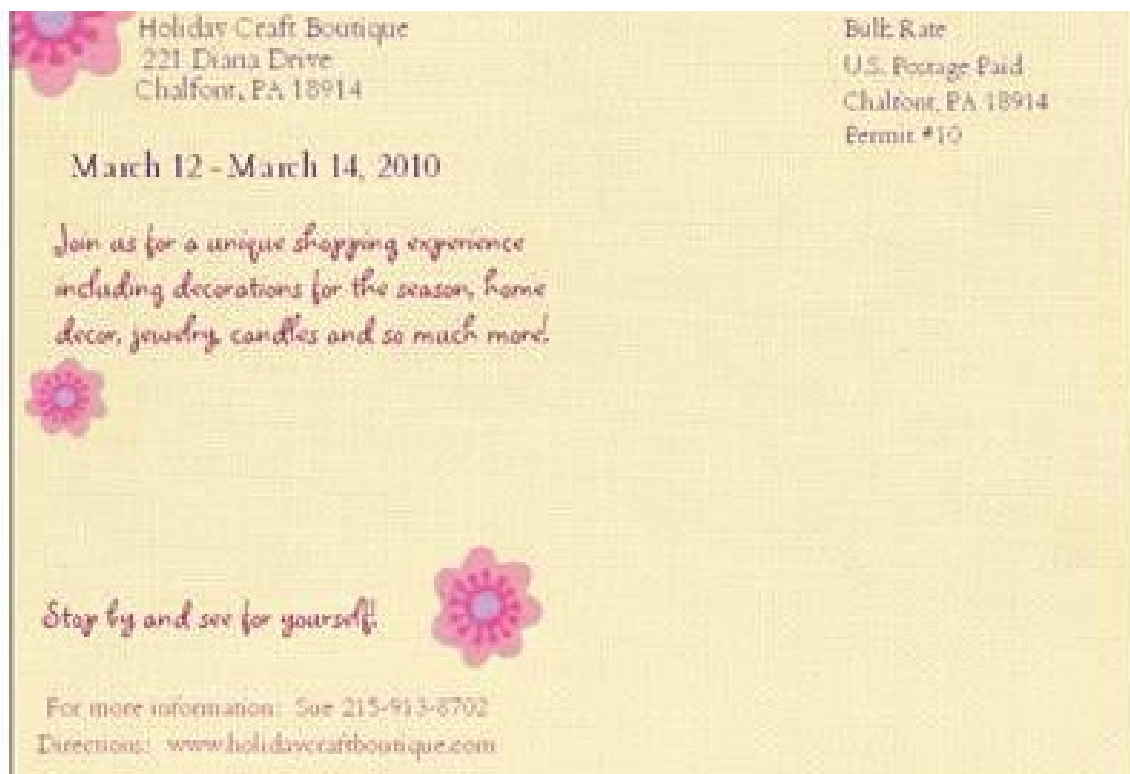 Holiday Craft Boutique
221 Diana Drive
Chalfont, PA 18914
Bulk Rate
U.S. Postage Paid
Chalfont, PA 18914
Permit #10
March 12 - March 14, 2010
Join us for a unique shopping experience
including decorations for the season, home
decor, jewelry, candles and so much more!
Stop by and see for yourself!
For more information: Sue 215-913-8702
Directions: www.holidaycraftboutique.com